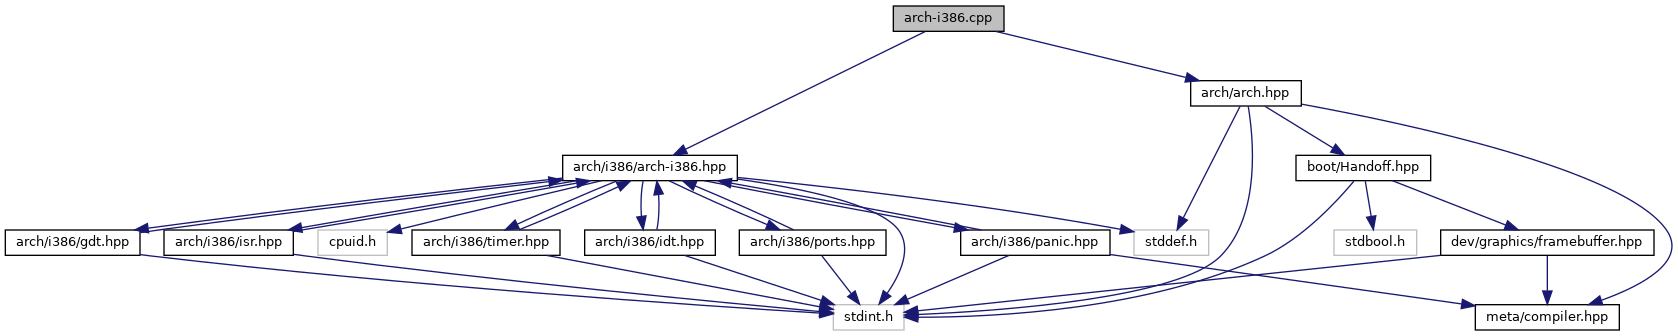 arch-i386.cpp
arch/arch.hpp
arch/i386/arch-i386.hpp
boot/Handoff.hpp
arch/i386/gdt.hpp
arch/i386/isr.hpp
cpuid.h
arch/i386/timer.hpp
arch/i386/idt.hpp
arch/i386/ports.hpp
arch/i386/panic.hpp
stddef.h
stdbool.h
dev/graphics/framebuffer.hpp
stdint.h
meta/compiler.hpp